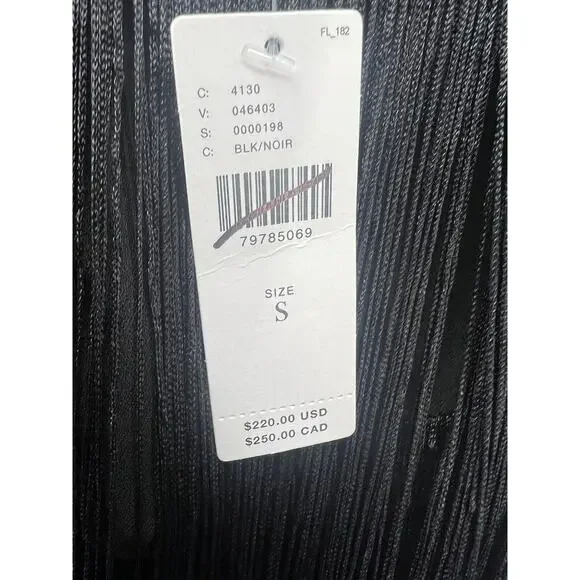 FL_182
C: 4130
V: 046403
S: 0000198
C: BLK/NOIR
79785069
SIZE
S
$220.00 USD
$250.00 CAD